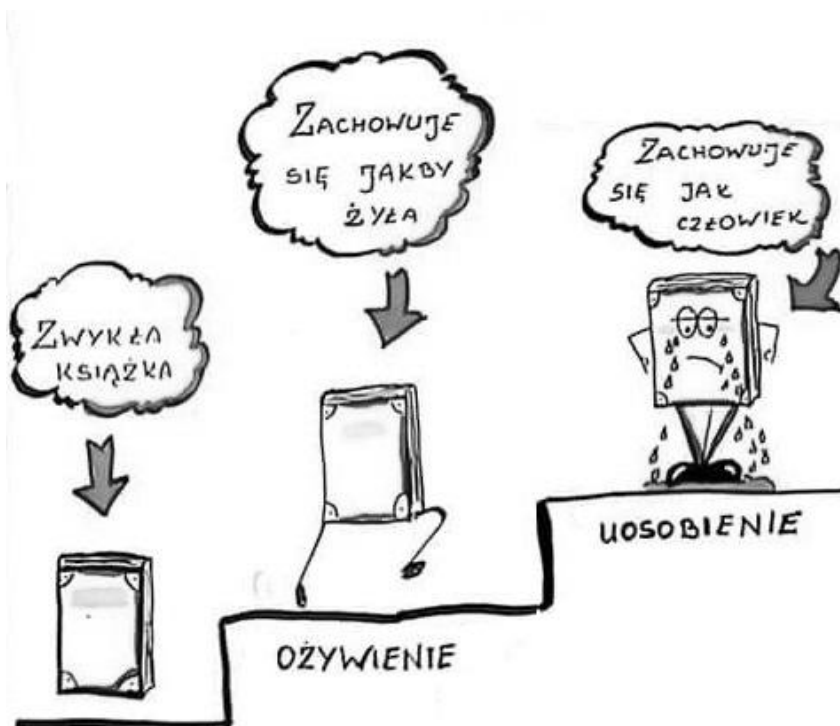 ZWYKŁA
KSIĄŻKA
ZACHOWUJE
SIĘ JAKBY
ŻYŁA
OŻYWIENIE
ZACHOWUJE
SIĘ JAK
CZŁOWIEK
UOSOBIENIE